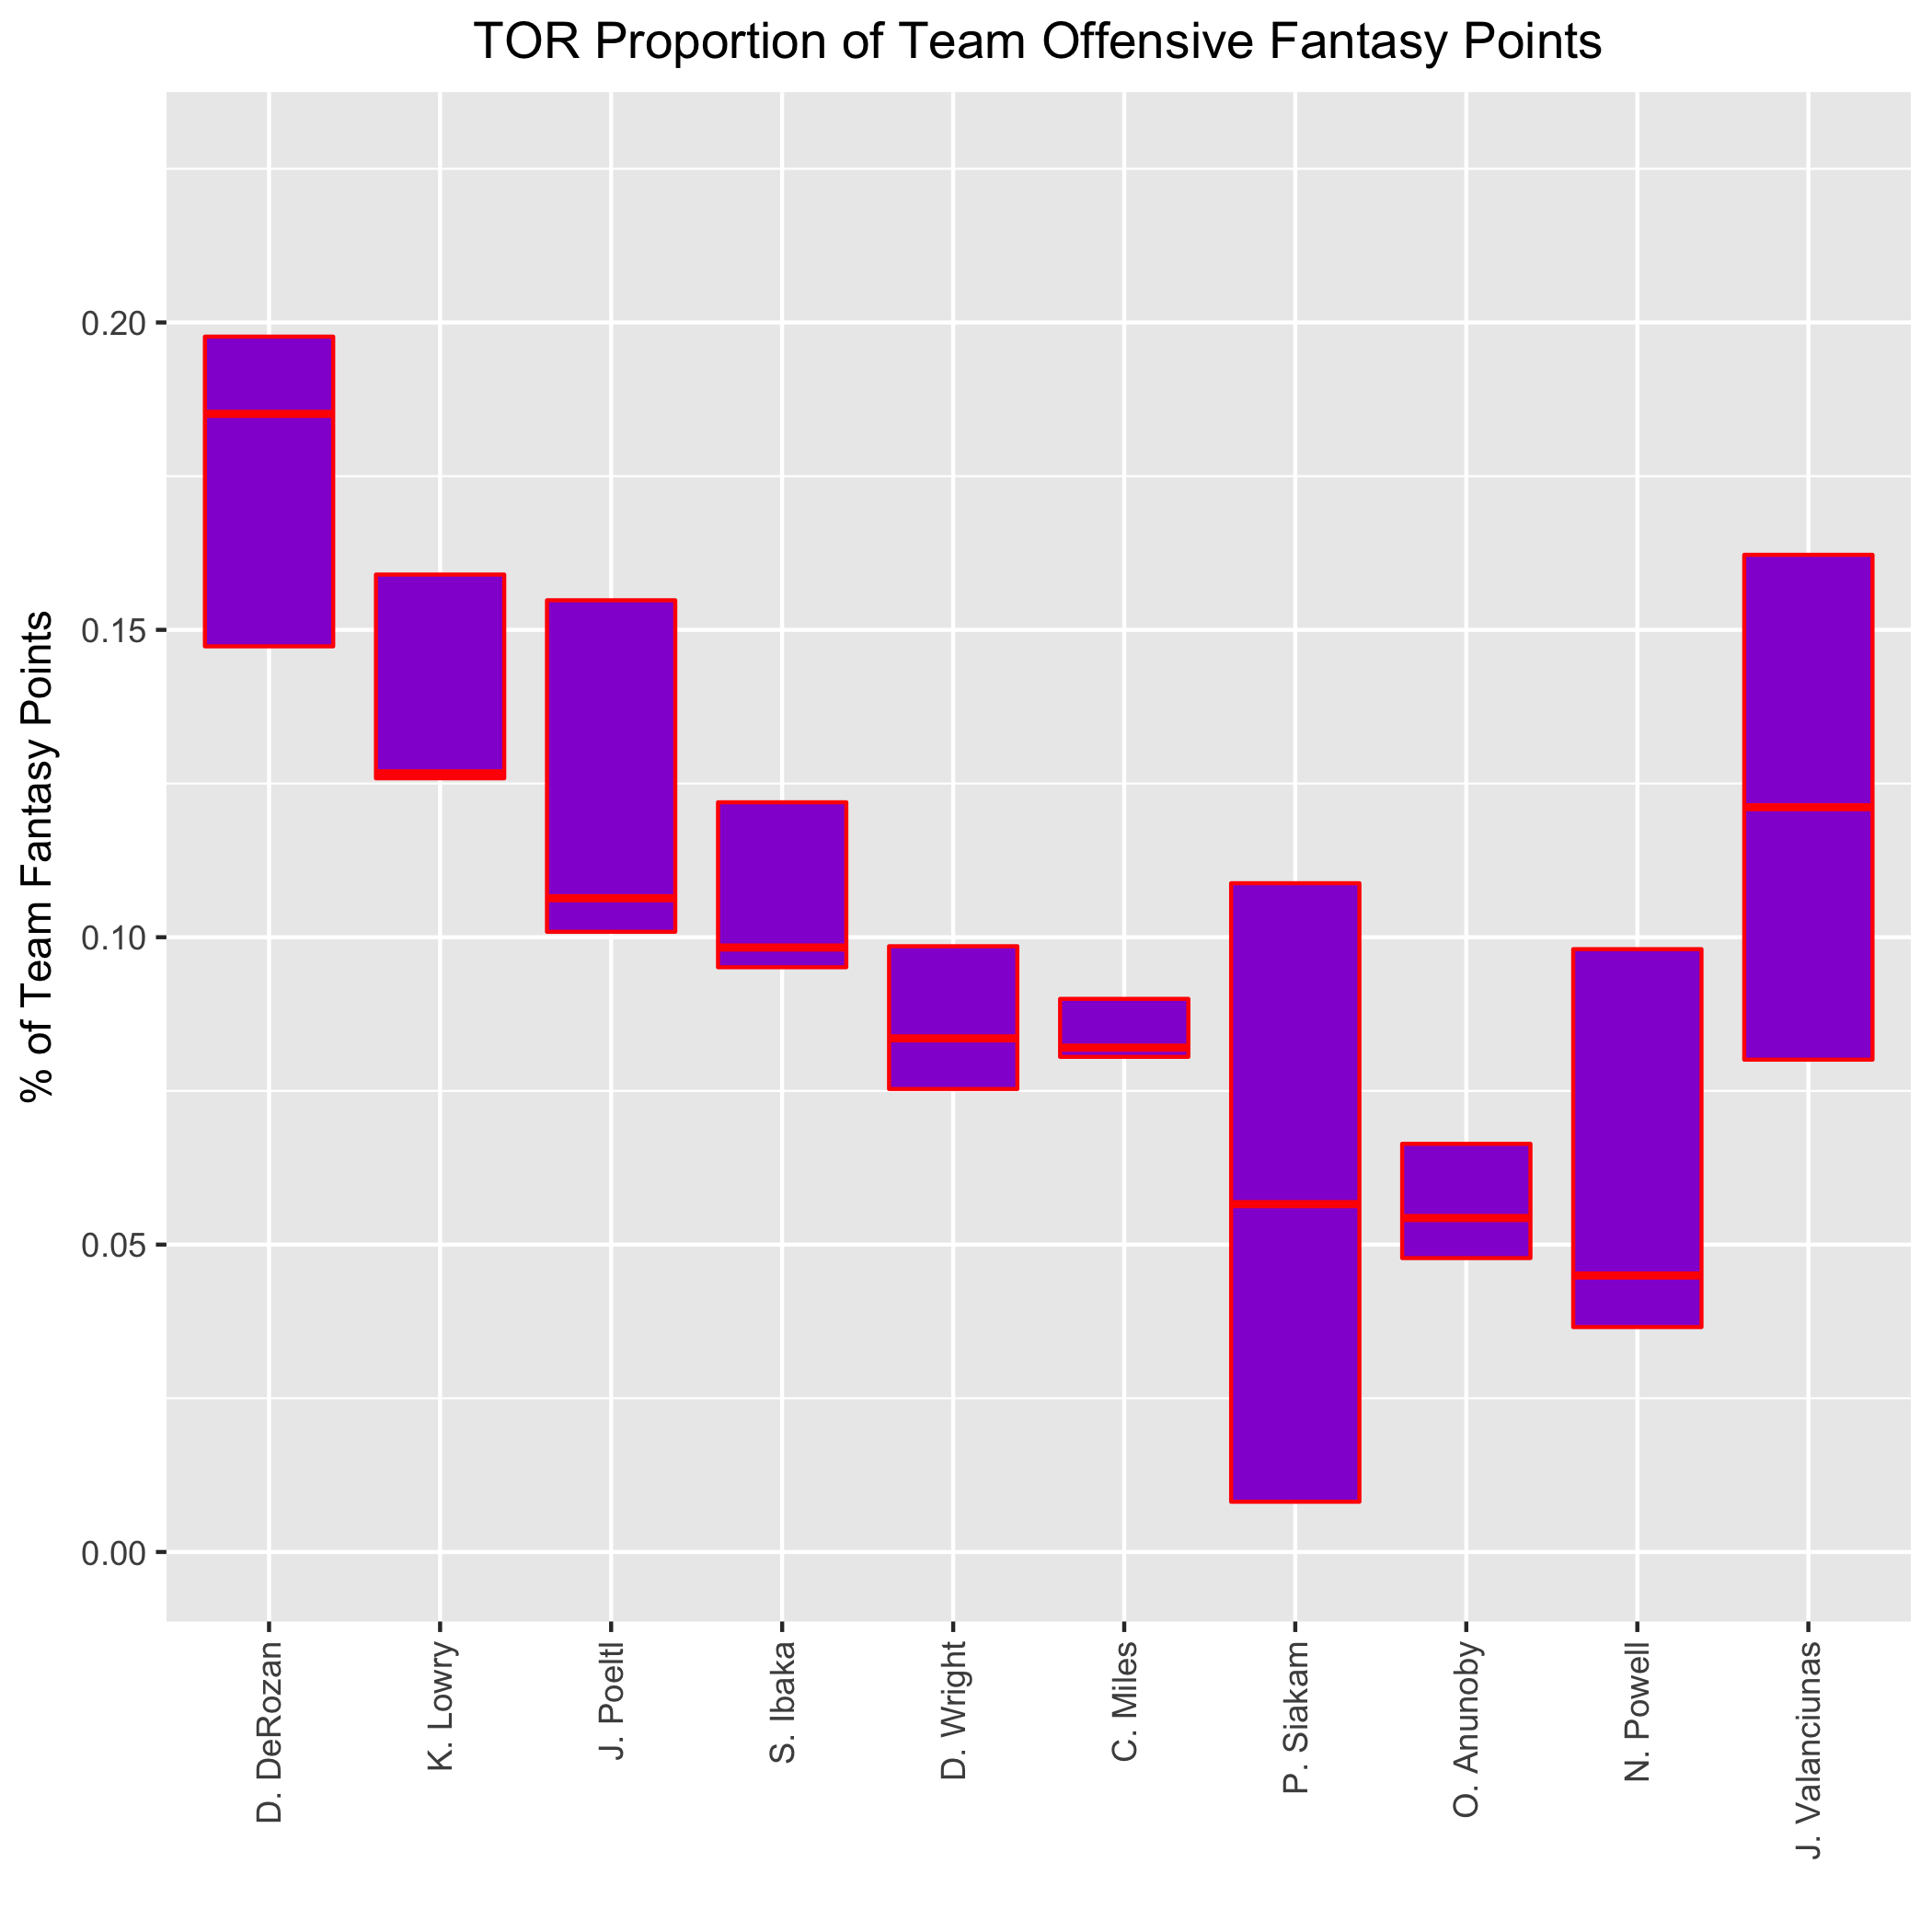 TOR Proportion of Team Offensive Fantasy Points
% of Team Fantasy Points
0.20
0.15
0.10
0.05
0.00
D. DeRozan
K. Lowry
J. Poeltl
S. Ibaka
D. Wright
C. Miles
P. Siakam
O. Anunoby
N. Powell
J. Valanciunas